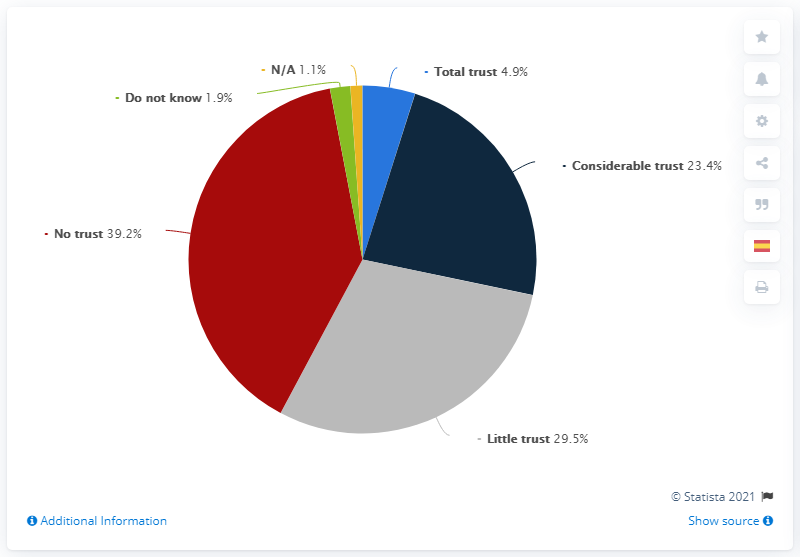 N/A 1.1%
Total trust 4.9%
Do not know 1.9%
Considerable trust 23.4%
No trust 39.2%
Little trust 29.5%
© Statista 2021
Additional Information
Show source